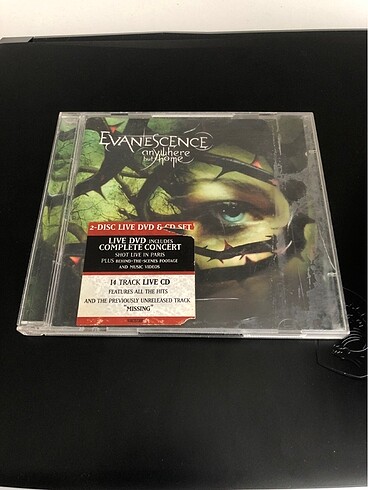 EVANESCENCE
anywhere
but home
2-DISC LIVE DVD & CD SET
LIVE DVD INCLUDES
COMPLETE CONCERT
SHOT LIVE IN PARIS
PLUS BEHIND-THE-SCENES FOOTAGE
AND MUSIC VIDEOS
14 TRACK LIVE CD
FEATURES ALL THE HITS
AND THE PREVIOUSLY UNRELEASED TRACK
"MISSING"